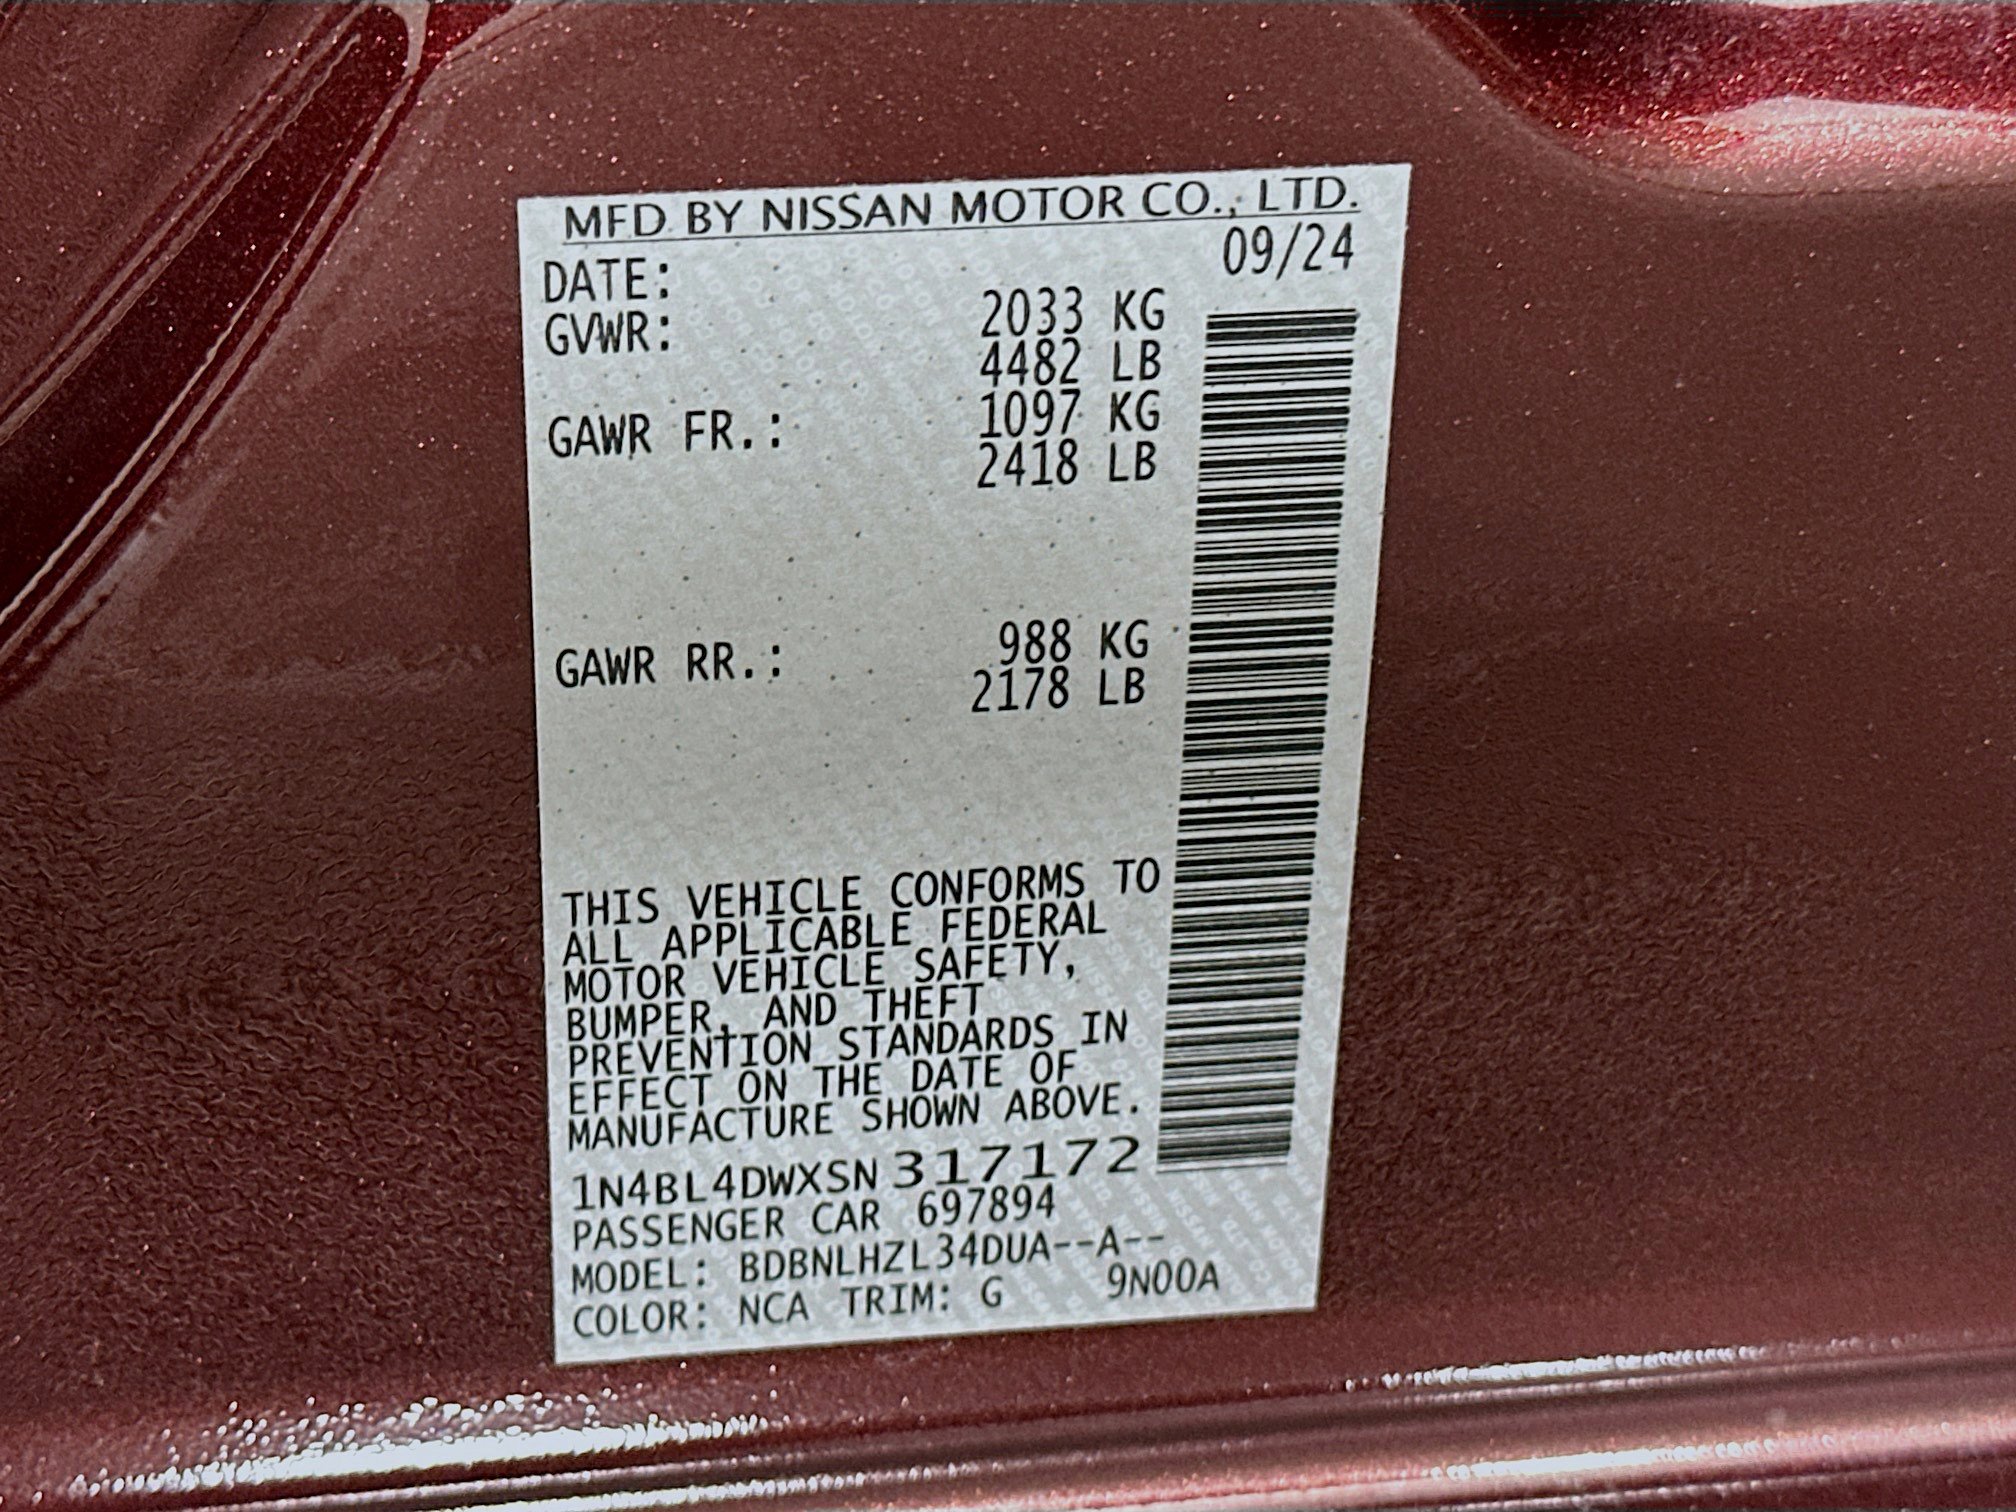 MFD BY NISSAN MOTOR CO., LTD.
DATE: 09/24
GVWR: 2033 KG
4482 LB
GAWR FR.: 1097 KG
2418 LB
GAWR RR.: 988 KG
2178 LB
THIS VEHICLE CONFORMS TO
ALL APPLICABLE FEDERAL
MOTOR VEHICLE SAFETY,
BUMPER, AND THEFT
PREVENTION STANDARDS IN
EFFECT ON THE DATE OF
MANUFACTURE SHOWN ABOVE.
1N4BL4DWXSN317172
PASSENGER CAR 697894
MODEL: BDBNLHZL34DUA--A--
COLOR: NCA TRIM: G 9N00A